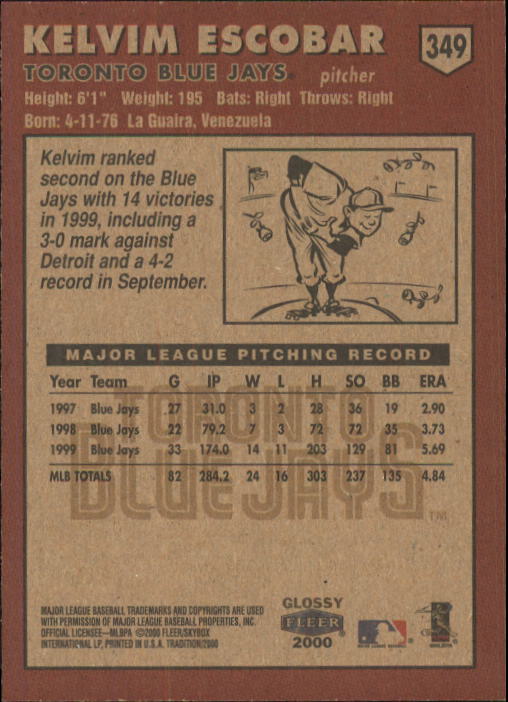 KELVIM ESCOBAR
349
TORONTO BLUE JAYS® pitcher
Height: 6'1" Weight: 195 Bats: Right Throws: Right
Born: 4-11-76 La Guaira, Venezuela
Kelvim ranked
second on the Blue
Jays with 14 victories
in 1999, including a
3-0 mark against
Detroit and a 4-2
record in September.
MAJOR LEAGUE PITCHING RECORD
Year Team G IP W L H SO BB ERA
1997 Blue Jays 27 31.0 3 2 28 36 19 2.90
1998 Blue Jays 22 79.2 7 3 72 72 35 3.73
1999 Blue Jays 33 174.0 14 11 203 129 81 5.69
MLB TOTALS 82 284.2 24 16 303 237 135 4.84
TORONTO
BLUE JAYS™
MAJOR LEAGUE BASEBALL TRADEMARKS AND COPYRIGHTS ARE USED
WITH PERMISSION OF MAJOR LEAGUE BASEBALL PROPERTIES, INC.
OFFICIAL LICENSEE—MLBPA ©2000 FLEER/SKYBOX
INTERNATIONAL LP, PRINTED IN U.S.A. TRADITION/2000
GLOSSY
FLEER
2000